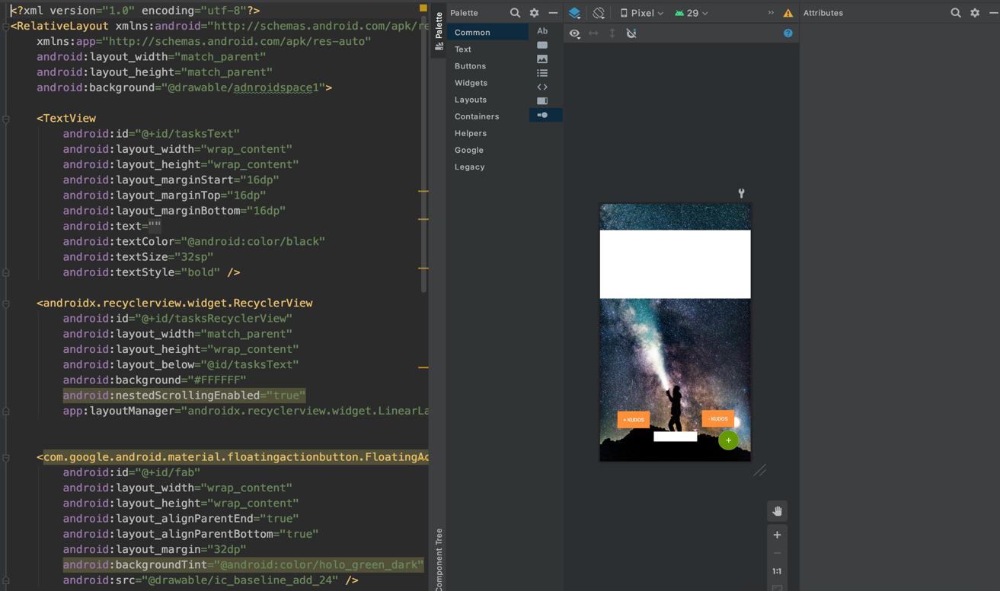 <?xml version="1.0" encoding="utf-8"?>
<RelativeLayout xmlns:android="http://schemas.android.com/apk/re
xmlns:app="http://schemas.android.com/apk/res-auto"
android:layout_width="match_parent"
android:layout_height="match_parent"
android:background="@drawable/adnroidspace1">
<TextView
android:id="@+id/tasksText"
android:layout_width="wrap_content"
android:layout_height="wrap_content"
android:layout_marginStart="16dp"
android:layout_marginTop="16dp"
android:layout_marginBottom="16dp"
android:text=""
android:textColor="@android:color/black"
android:textSize="32sp"
android:textStyle="bold" />
<androidx.recyclerview.widget.RecyclerView
android:id="@+id/tasksRecyclerView"
android:layout_width="match_parent"
android:layout_height="wrap_content"
android:layout_below="@id/tasksText"
android:background="#FFFFFF"
android:nestedScrollingEnabled="true"
app:layoutManager="androidx.recyclerview.widget.LinearLa
<com.google.android.material.floatingactionbutton.FloatingAc
android:id="@+id/fab"
android:layout_width="wrap_content"
android:layout_height="wrap_content"
android:layout_alignParentEnd="true"
android:layout_alignParentBottom="true"
android:layout_margin="32dp"
android:backgroundTint="@android:color/holo_green_dark"
android:src="@drawable/ic_baseline_add_24" />
Palette
Component Tree
Palette
Common
Text
Buttons
Widgets
Layouts
Containers
Helpers
Google
Legacy
Ab
Pixel
29
+ KUDOS
- KUDOS
+
+
1:1
Attributes